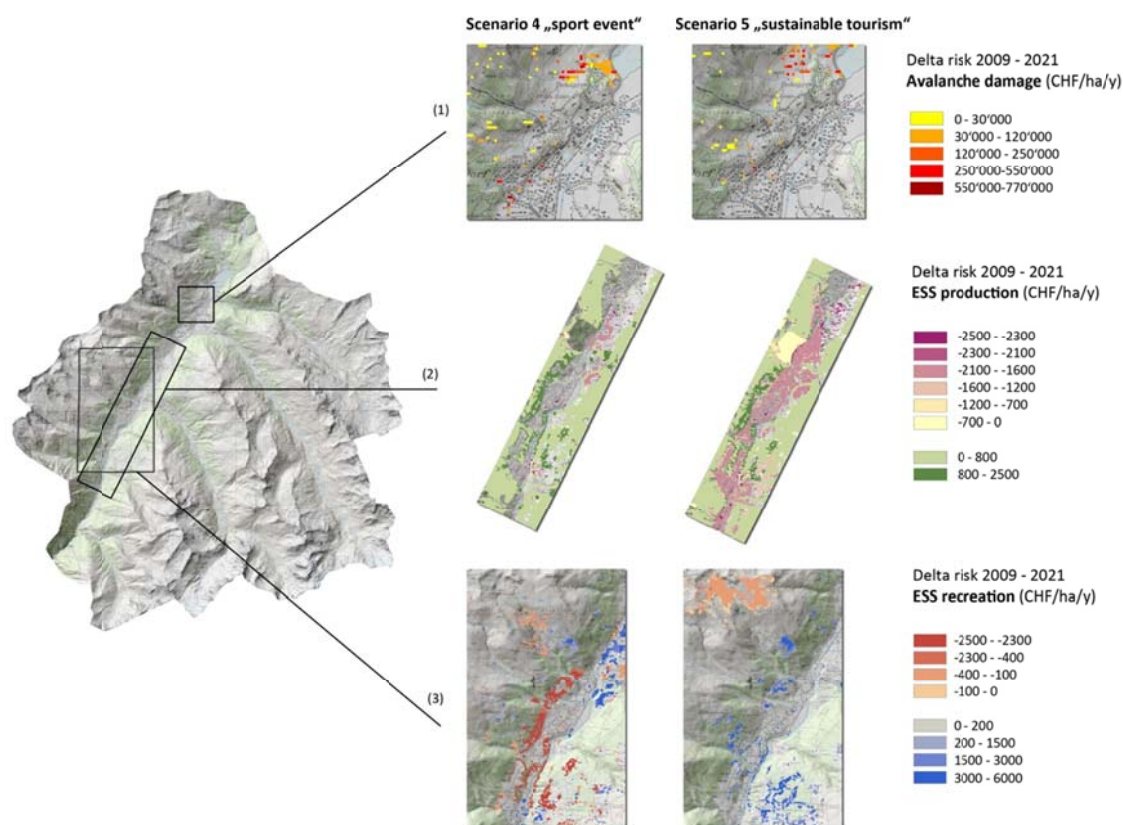 Scenario 4 „sport event“
Scenario 5 „sustainable tourism“
Delta risk 2009 - 2021
Avalanche damage (CHF/ha/y)
0 - 30‘000
30‘000 - 120‘000
120‘000 - 250‘000
250‘000-550‘000
550‘000-770‘000
(1)
Delta risk 2009 - 2021
ESS production (CHF/ha/y)
-2500 - -2300
-2300 - -2100
-2100 - -1600
-1600 - -1200
-1200 - -700
-700 - 0
0 - 800
800 - 2500
(2)
Delta risk 2009 - 2021
ESS recreation (CHF/ha/y)
-2500 - -2300
-2300 - -400
-400 - -100
-100 - 0
0 - 200
200 - 1500
1500 - 3000
3000 - 6000
(3)